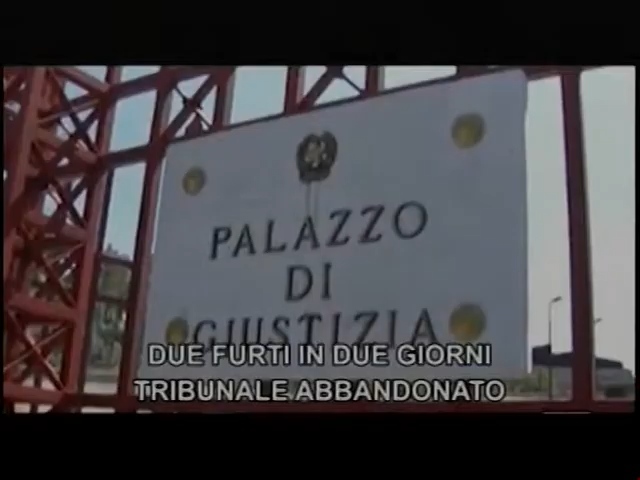 PALAZZO
DI
GIUSTIZIA
DUE FURTI IN DUE GIORNI
TRIBUNALE ABBANDONATO